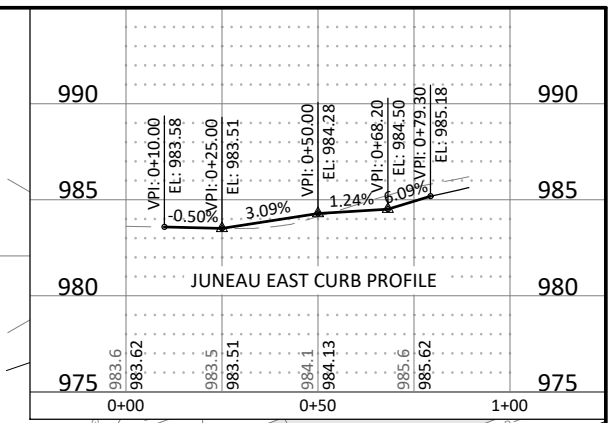 990
990
VPI: 0+10.00
EL: 983.58
VPI: 0+25.00
EL: 983.51
VPI: 0+50.00
EL: 984.28
VPI: 0+68.20
EL: 984.50
VPI: 0+79.30
EL: 985.18
985
985
-0.50%
3.09%
1.24%
6.09%
JUNEAU EAST CURB PROFILE
980
980
983.6
983.62
983.5
983.51
984.1
984.13
985.6
985.62
975
975
0+00
0+50
1+00